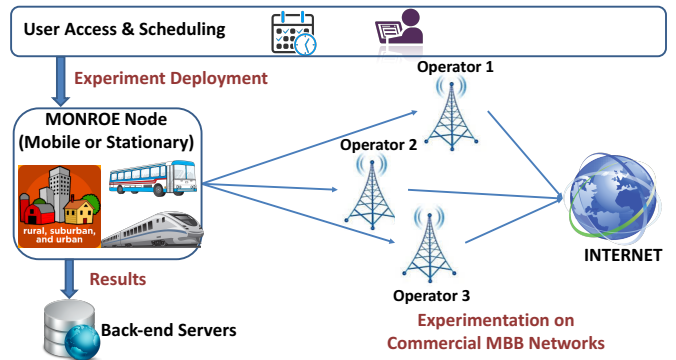 User Access & Scheduling
Experiment Deployment
Operator 1
MONROE Node
(Mobile or Stationary)
Operator 2
rural, suburban,
and urban
INTERNET
Results
Operator 3
Back-end Servers
Experimentation on
Commercial MBB Networks